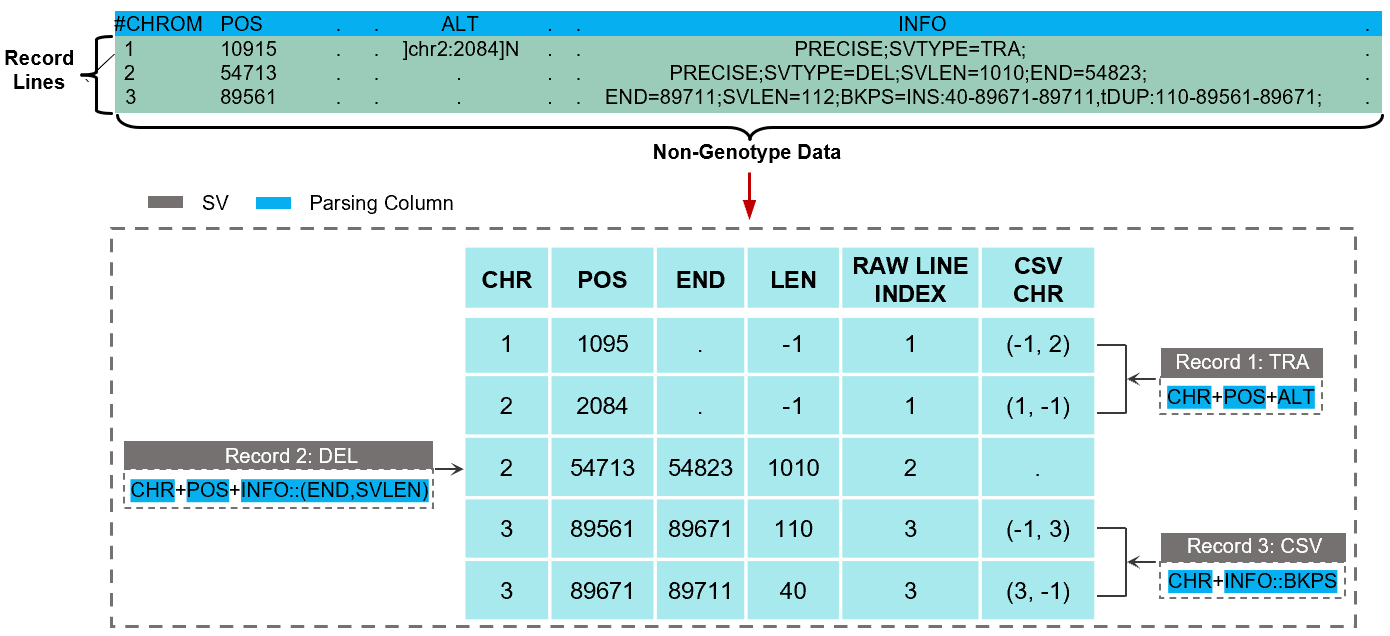 #CHROM POS . . ALT . . INFO .
Record Lines
1 10915 . . ]chr2:2084]N . . PRECISE;SVTYPE=TRA; .
2 54713 . . . . . PRECISE;SVTYPE=DEL;SVLEN=1010;END=54823; .
3 89561 . . . . . END=89711;SVLEN=112;BKPS=INS:40-89671-89711,tDUP:110-89561-89671; .
Non-Genotype Data
SV Parsing Column
CHR POS END LEN RAW LINE INDEX CSV CHR
1 1095 . -1 1 (-1, 2)
2 2084 . -1 1 (1, -1)
Record 1: TRA
CHR+POS+ALT
Record 2: DEL
CHR+POS+INFO::(END,SVLEN)
2 54713 54823 1010 2 .
3 89561 89671 110 3 (-1, 3)
3 89671 89711 40 3 (3, -1)
Record 3: CSV
CHR+INFO::BKPS